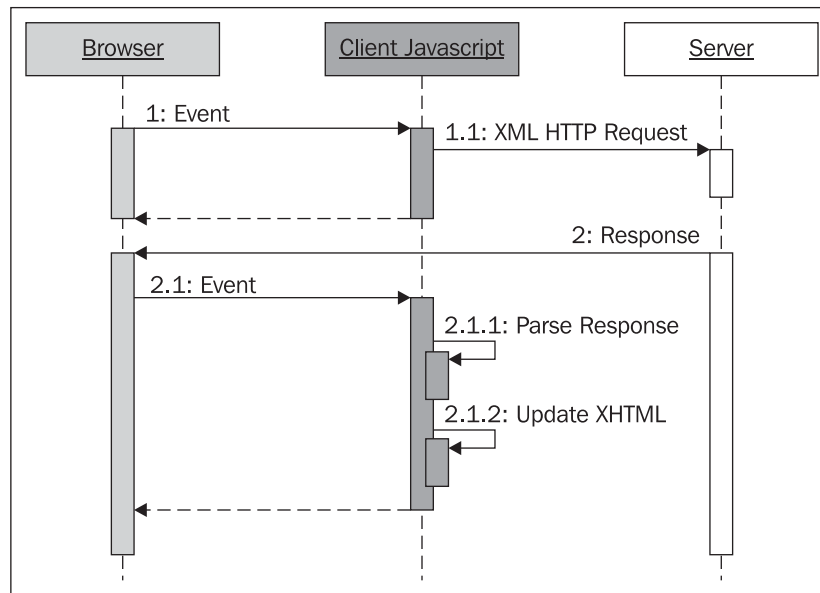 Browser
Client Javascript
Server
1: Event
1.1: XML HTTP Request
2: Response
2.1: Event
2.1.1: Parse Response
2.1.2: Update XHTML